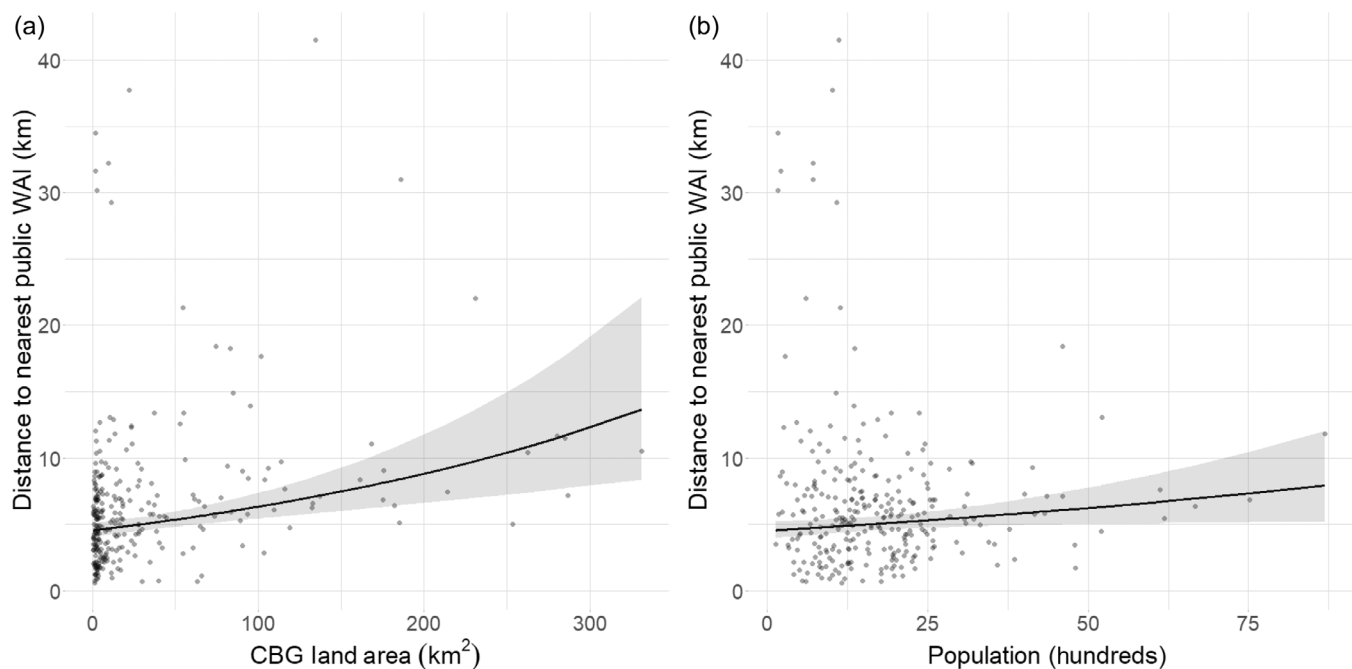 (a)
Distance to nearest public WAI (km)
40
30
20
10
0
0 100 200 300
CBG land area (km²)
(b)
Distance to nearest public WAI (km)
40
30
20
10
0
0 25 50 75
Population (hundreds)